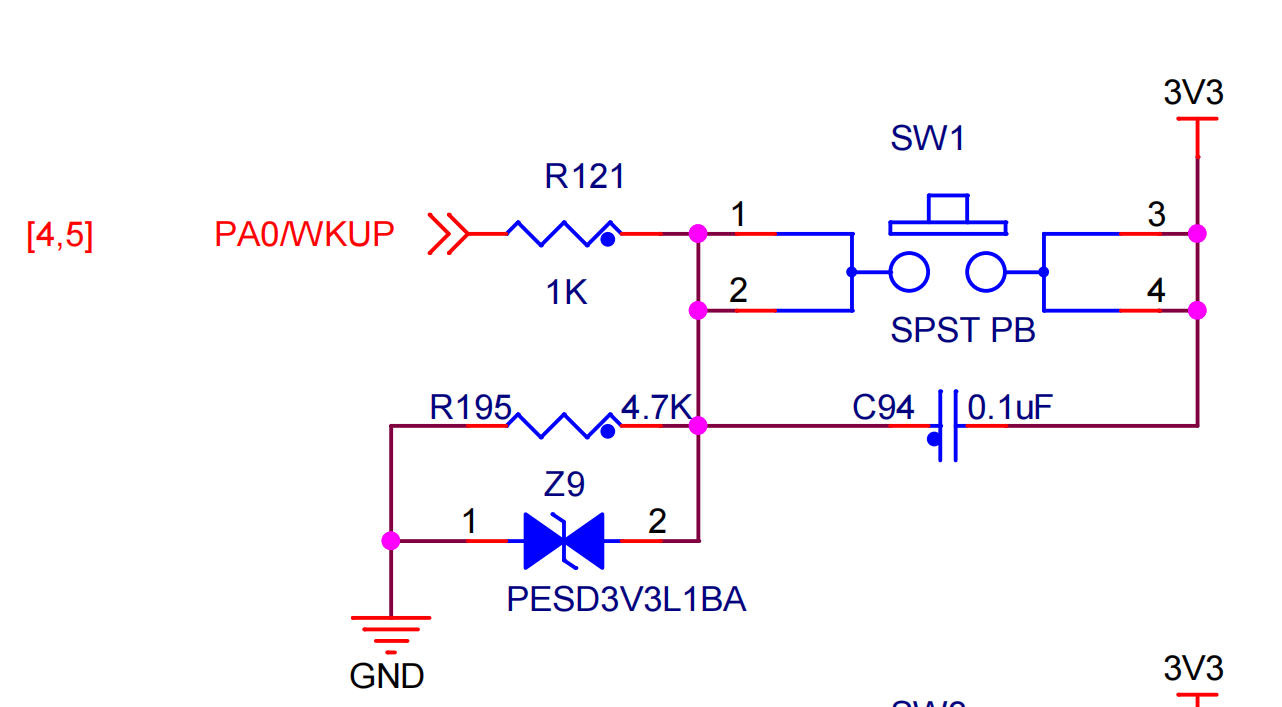 3V3
SW1
R121
[4,5] PA0/WKUP 1 3
1K 2 4
SPST PB
R195 4.7K C94 0.1uF
Z9
1 2
PESD3V3L1BA
GND
3V3